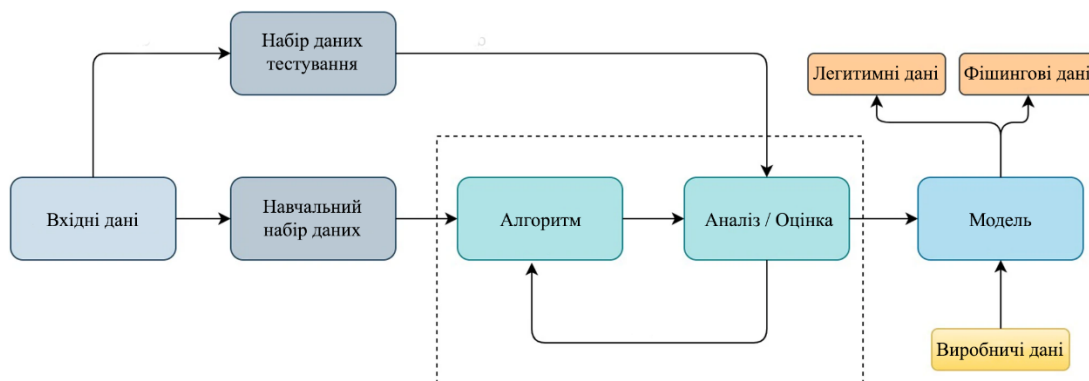 Набір даних
тестування
Легитимні дані
Фішингові дані
Вхідні дані
Навчальний
набір даних
Алгоритм
Аналіз / Оцінка
Модель
Виробничі дані